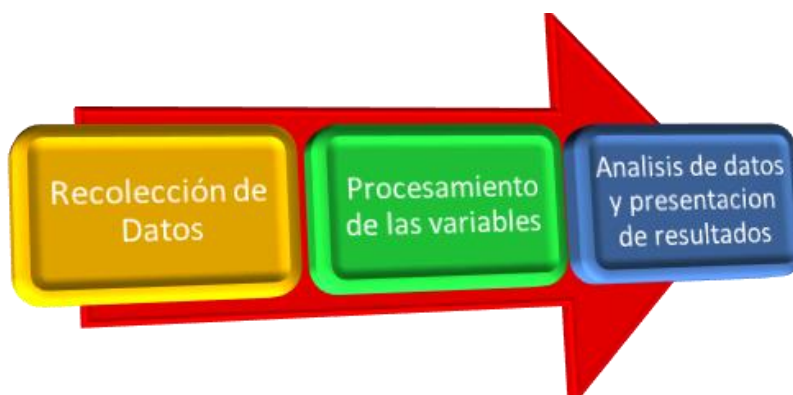 Recolección de
Datos
Procesamiento
de las variables
Analisis de datos
y presentacion
de resultados